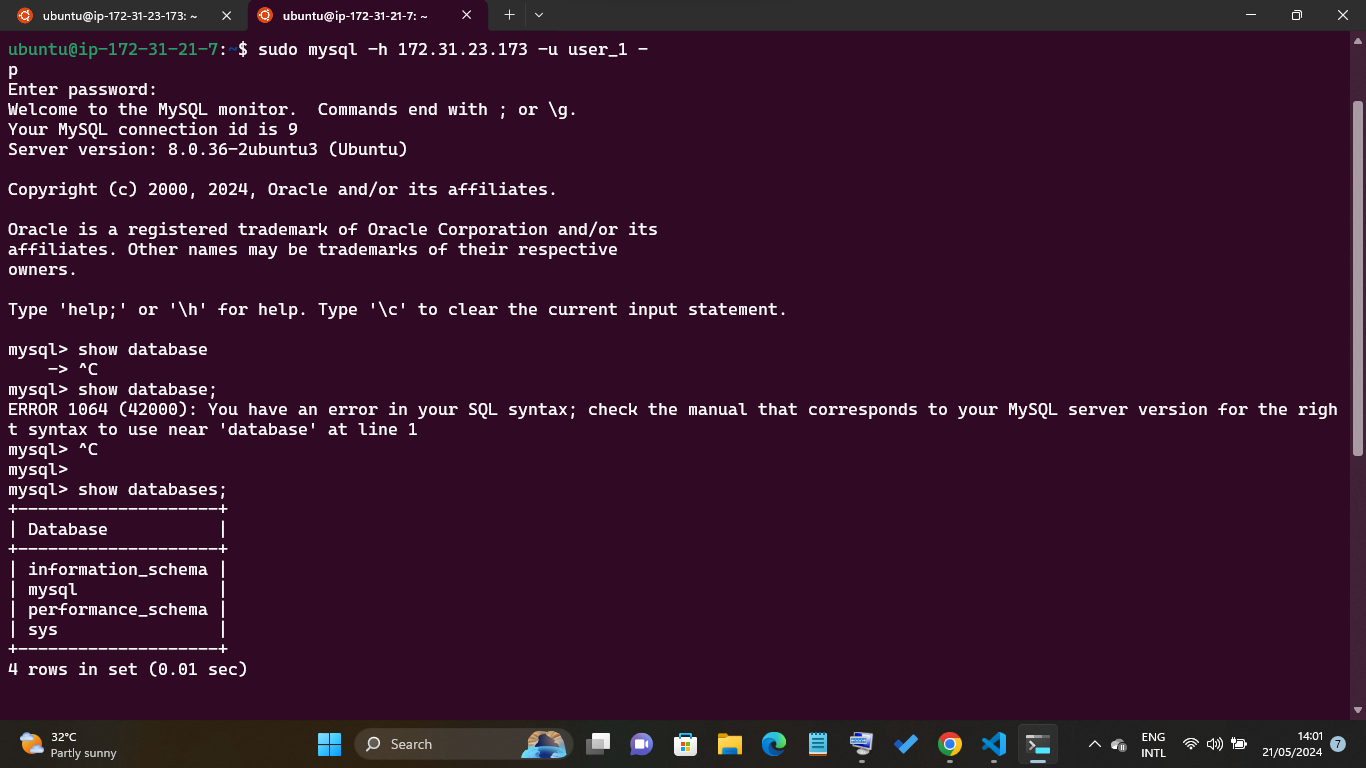 ubuntu@ip-172-31-23-173: ~
ubuntu@ip-172-31-21-7: ~
ubuntu@ip-172-31-21-7:~$ sudo mysql -h 172.31.23.173 -u user_1 -
p
Enter password:
Welcome to the MySQL monitor.  Commands end with ; or \g.
Your MySQL connection id is 9
Server version: 8.0.36-2ubuntu3 (Ubuntu)

Copyright (c) 2000, 2024, Oracle and/or its affiliates.

Oracle is a registered trademark of Oracle Corporation and/or its
affiliates. Other names may be trademarks of their respective
owners.

Type 'help;' or '\h' for help. Type '\c' to clear the current input statement.

mysql> show database
    -> ^C
mysql> show database;
ERROR 1064 (42000): You have an error in your SQL syntax; check the manual that corresponds to your MySQL server version for the righ
t syntax to use near 'database' at line 1
mysql> ^C
mysql>
mysql> show databases;
+--------------------+
| Database           |
+--------------------+
| information_schema |
| mysql              |
| performance_schema |
| sys                |
+--------------------+
4 rows in set (0.01 sec)
32°C
Partly sunny
Search
ENG
INTL
14:01
21/05/2024
7